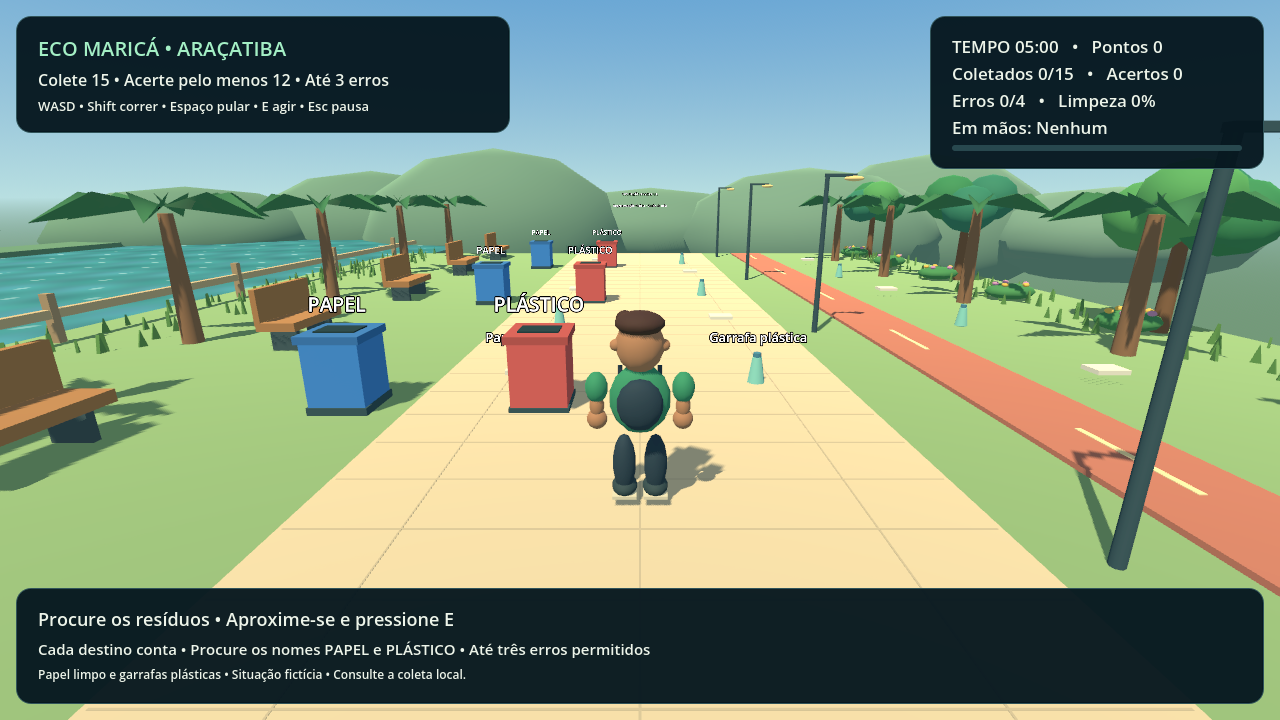 ECO MARICÁ • ARAÇATIBA
Colete 15 • Acerte pelo menos 12 • Até 3 erros
WASD • Shift correr • Espaço pular • E agir • Esc pausa
TEMPO 05:00 • Pontos 0
Coletados 0/15 • Acertos 0
Erros 0/4 • Limpeza 0%
Em mãos: Nenhum
PAPEL
PLÁSTICO
PAPEL
PLÁSTICO
PAPEL
PLÁSTICO
Garrafa plástica
Procure os resíduos • Aproxime-se e pressione E
Cada destino conta • Procure os nomes PAPEL e PLÁSTICO • Até três erros permitidos
Papel limpo e garrafas plásticas • Situação fictícia • Consulte a coleta local.